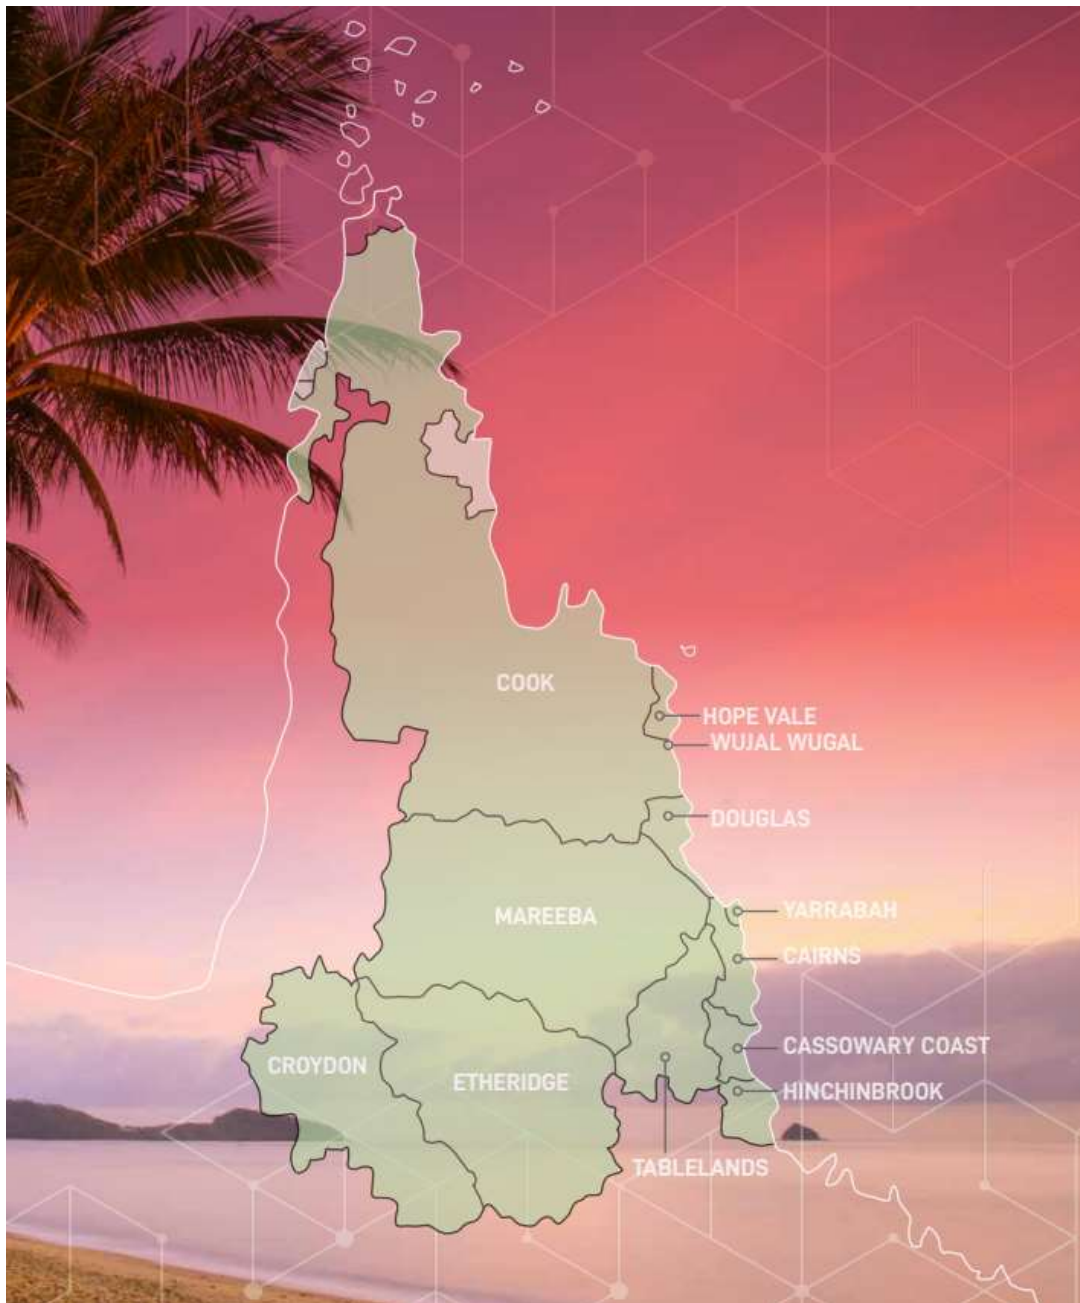 COOK
HOPE VALE
WUJAL WUGAL
DOUGLAS
YARRABAH
MAREEBA
CAIRNS
CASSOWARY COAST
CROYDON
ETHERIDGE
HINCHINBROOK
TABLELANDS